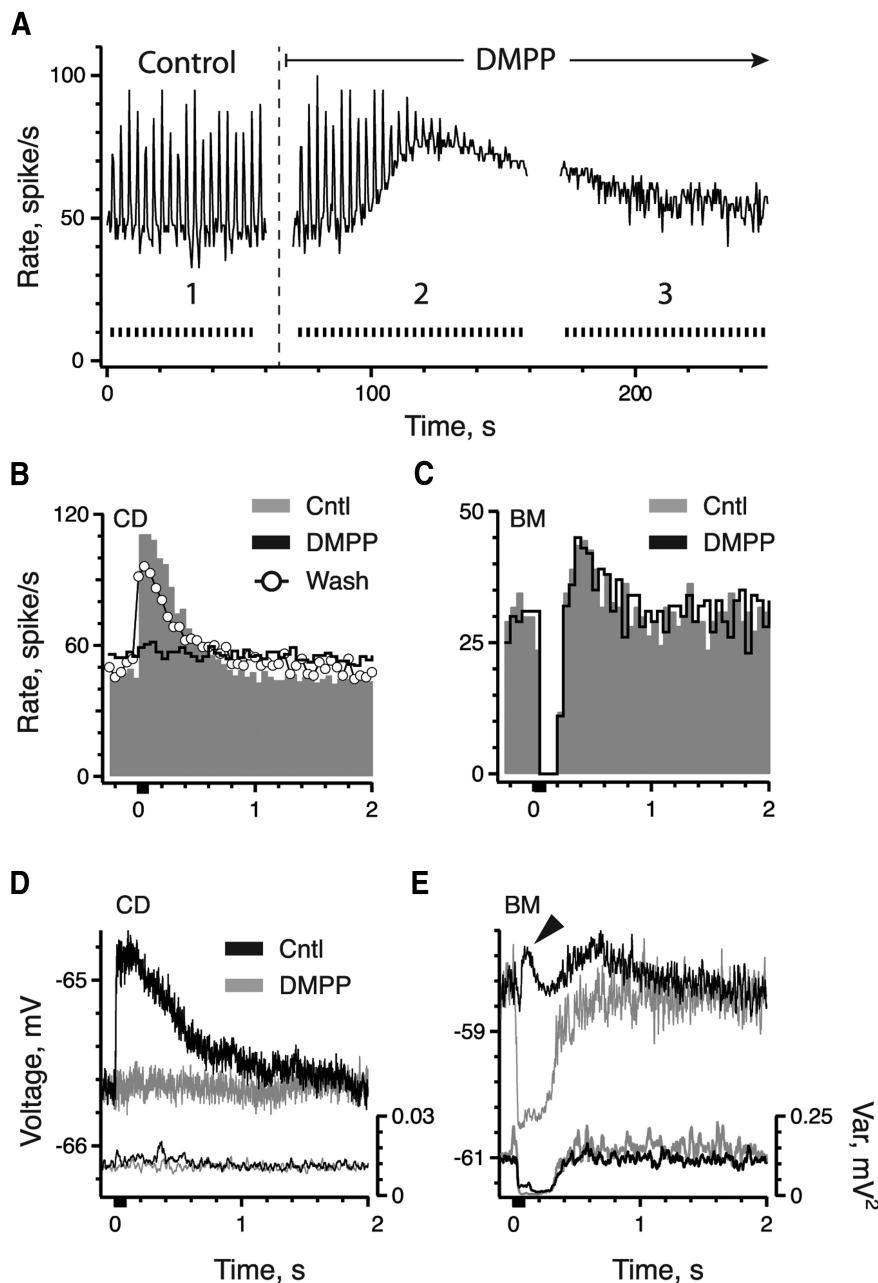 A
Control
DMPP
100
50
0
Rate, spike/s
1
2
3
0
100
200
Time, s
B
CD
Cntl
DMPP
Wash
120
60
0
Rate, spike/s
0
1
2
C
BM
Cntl
DMPP
50
25
0
0
1
2
D
CD
Cntl
DMPP
-65
-66
Voltage, mV
0.03
0
0
1
2
Time, s
E
BM
-59
-61
0.25
0
Var, mV²
0
1
2
Time, s